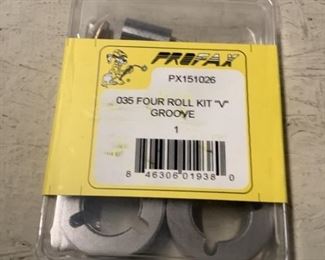 PROFAX
PX151026
035 FOUR ROLL KIT "V"
GROOVE
1
8 46306 01938 0